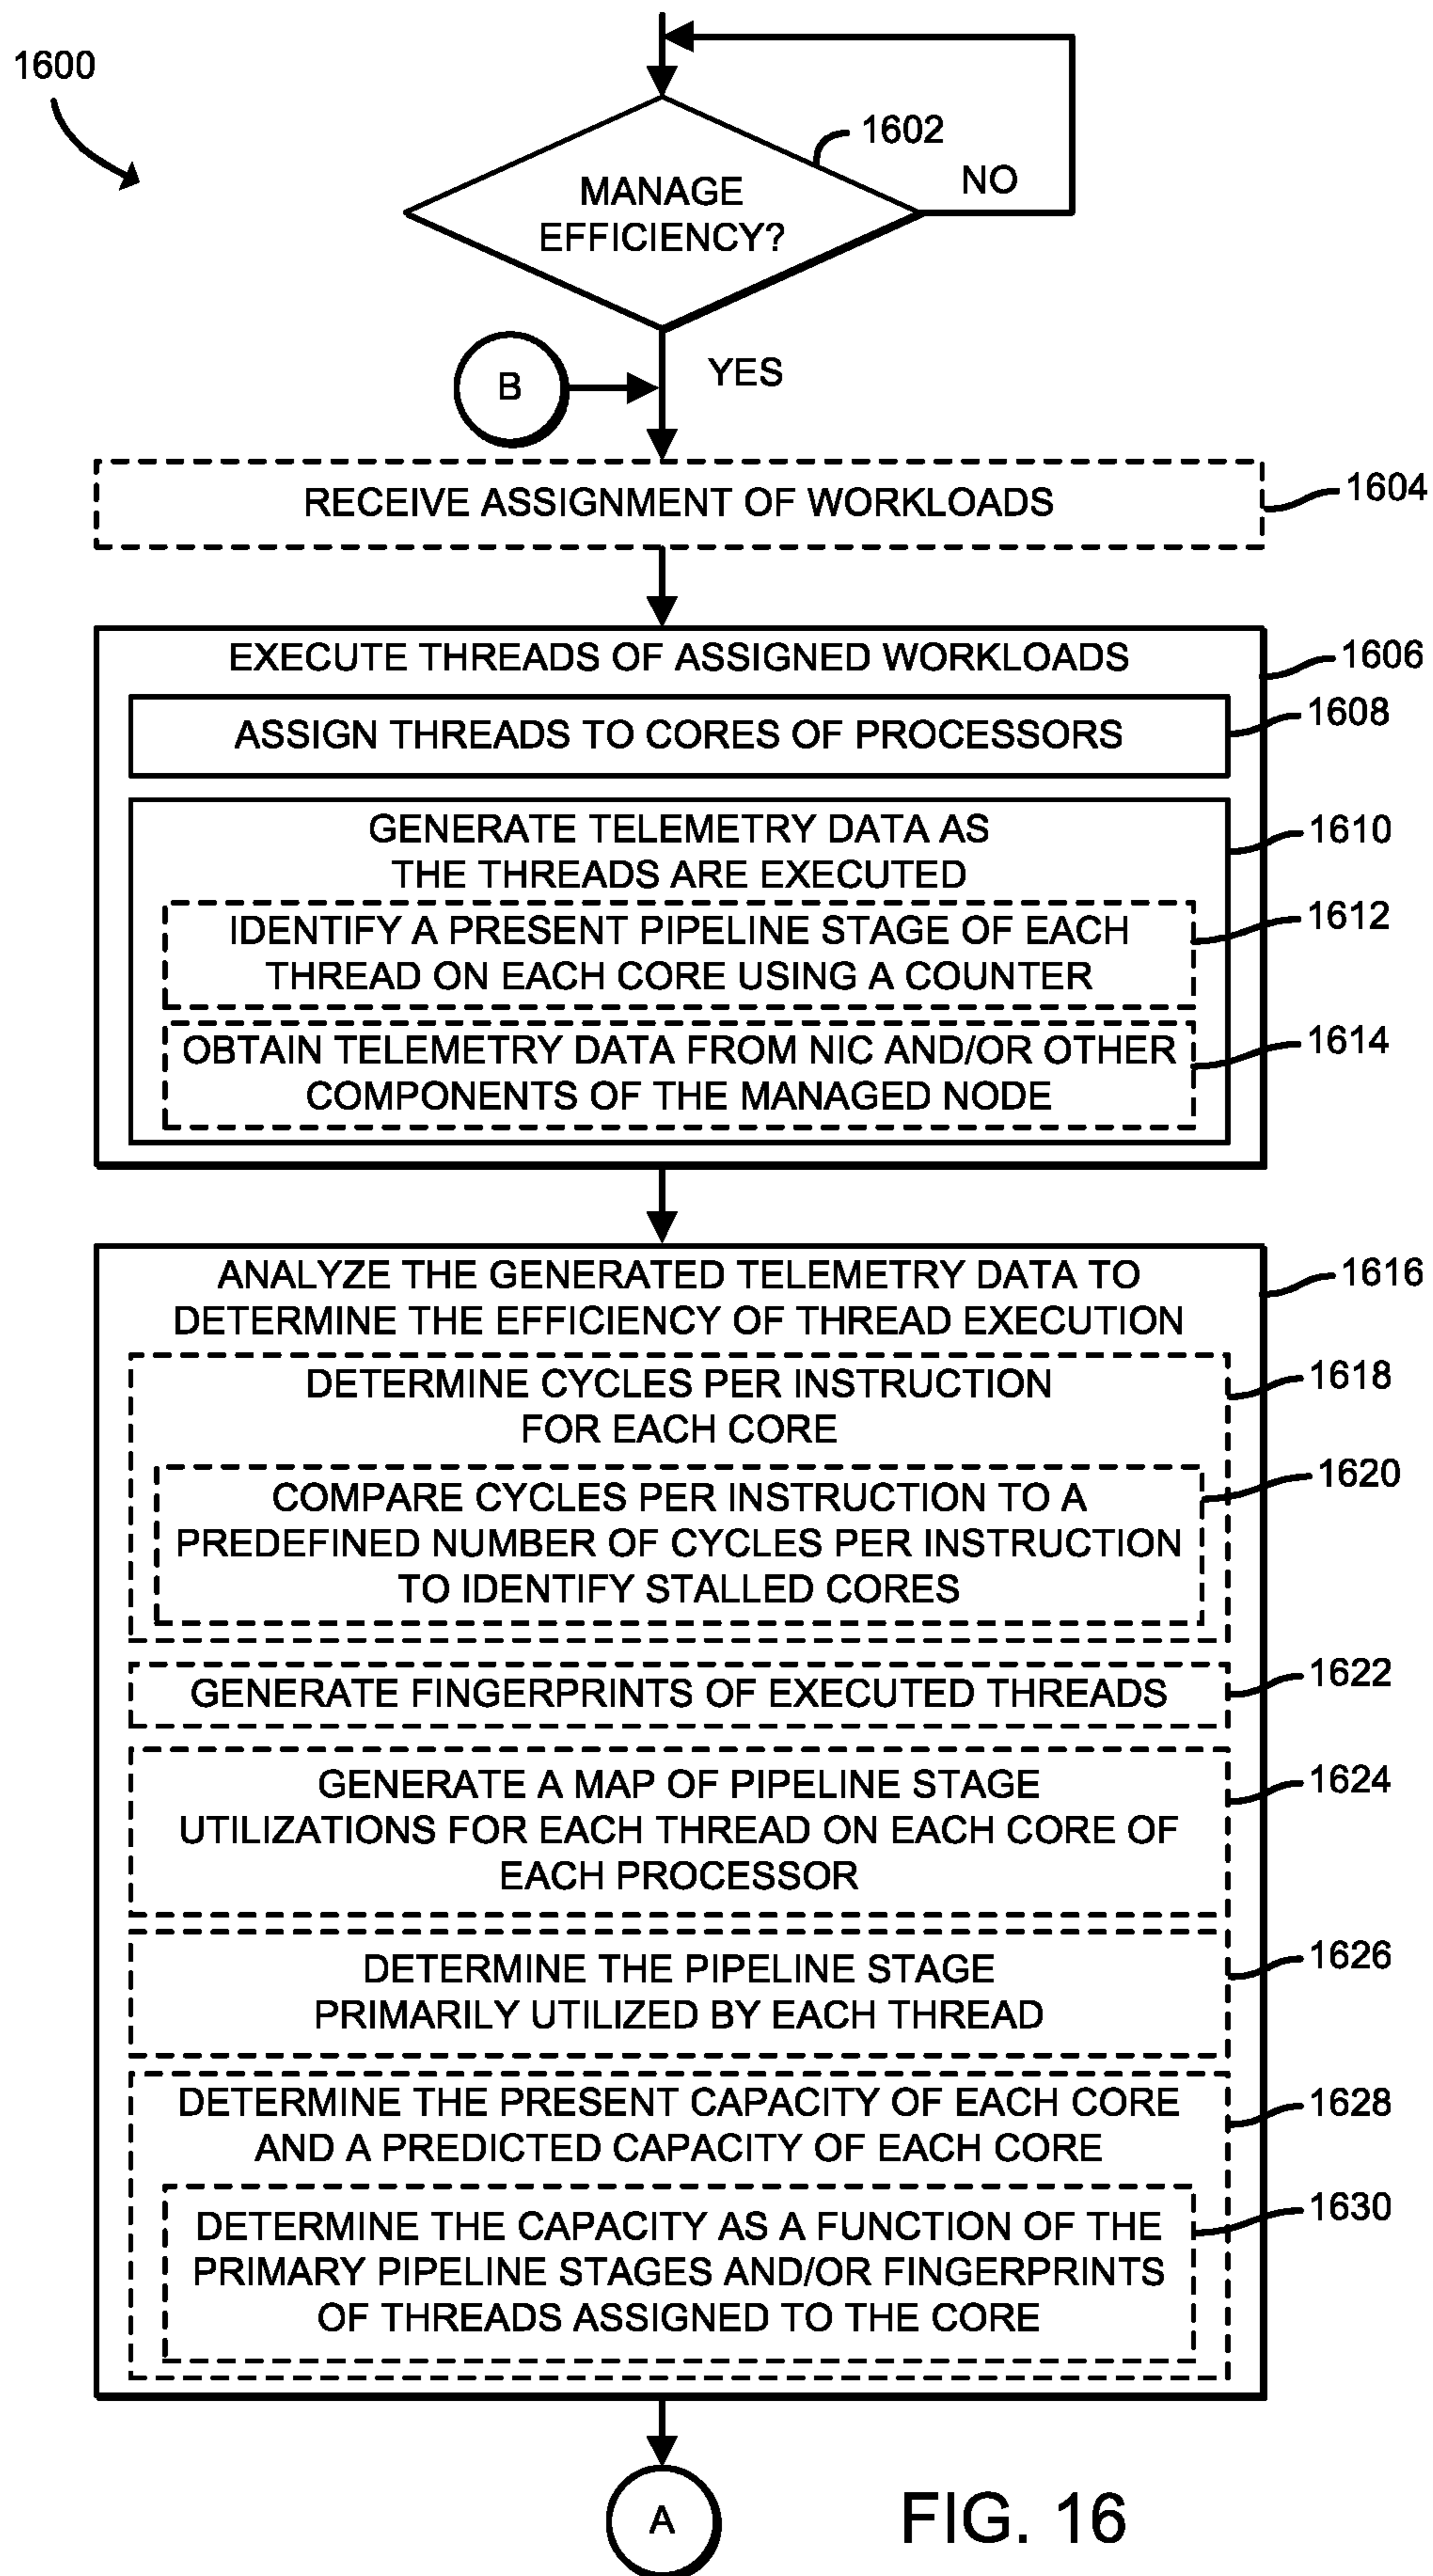 1600
1602
MANAGE
EFFICIENCY?
NO
YES
B
RECEIVE ASSIGNMENT OF WORKLOADS
1604
EXECUTE THREADS OF ASSIGNED WORKLOADS
1606
ASSIGN THREADS TO CORES OF PROCESSORS
1608
GENERATE TELEMETRY DATA AS
THE THREADS ARE EXECUTED
1610
IDENTIFY A PRESENT PIPELINE STAGE OF EACH
THREAD ON EACH CORE USING A COUNTER
1612
OBTAIN TELEMETRY DATA FROM NIC AND/OR OTHER
COMPONENTS OF THE MANAGED NODE
1614
ANALYZE THE GENERATED TELEMETRY DATA TO
DETERMINE THE EFFICIENCY OF THREAD EXECUTION
1616
DETERMINE CYCLES PER INSTRUCTION
FOR EACH CORE
1618
COMPARE CYCLES PER INSTRUCTION TO A
PREDEFINED NUMBER OF CYCLES PER INSTRUCTION
TO IDENTIFY STALLED CORES
1620
GENERATE FINGERPRINTS OF EXECUTED THREADS
1622
GENERATE A MAP OF PIPELINE STAGE
UTILIZATIONS FOR EACH THREAD ON EACH CORE OF
EACH PROCESSOR
1624
DETERMINE THE PIPELINE STAGE
PRIMARILY UTILIZED BY EACH THREAD
1626
DETERMINE THE PRESENT CAPACITY OF EACH CORE
AND A PREDICTED CAPACITY OF EACH CORE
1628
DETERMINE THE CAPACITY AS A FUNCTION OF THE
PRIMARY PIPELINE STAGES AND/OR FINGERPRINTS
OF THREADS ASSIGNED TO THE CORE
1630
A
FIG. 16